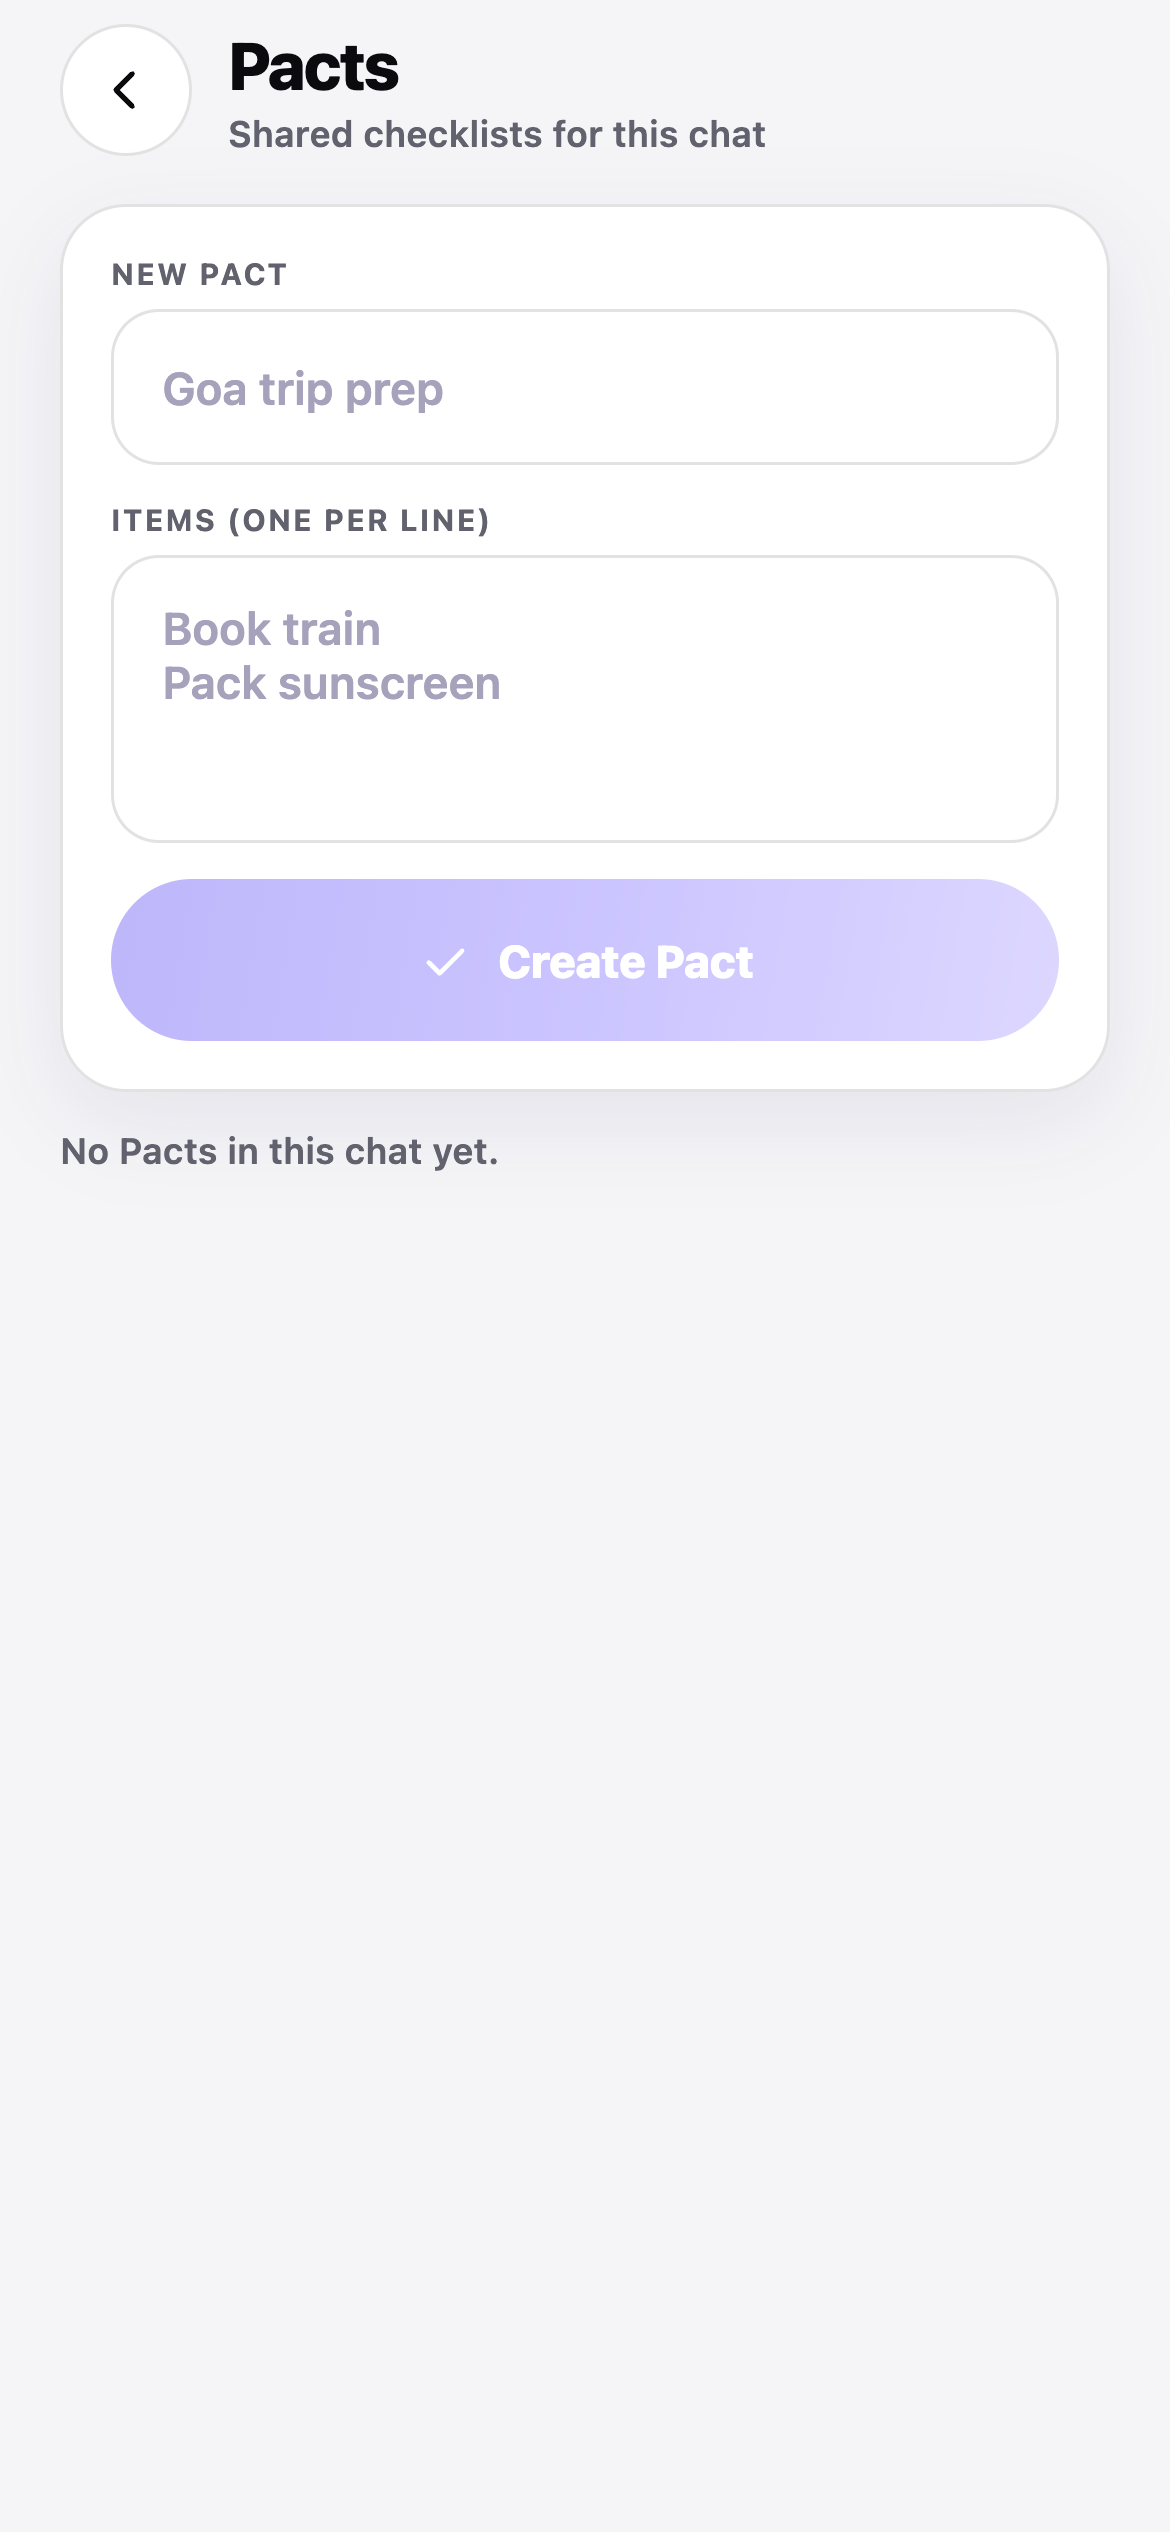 Pacts
Shared checklists for this chat
NEW PACT
Goa trip prep
ITEMS (ONE PER LINE)
Book train
Pack sunscreen
Create Pact
No Pacts in this chat yet.